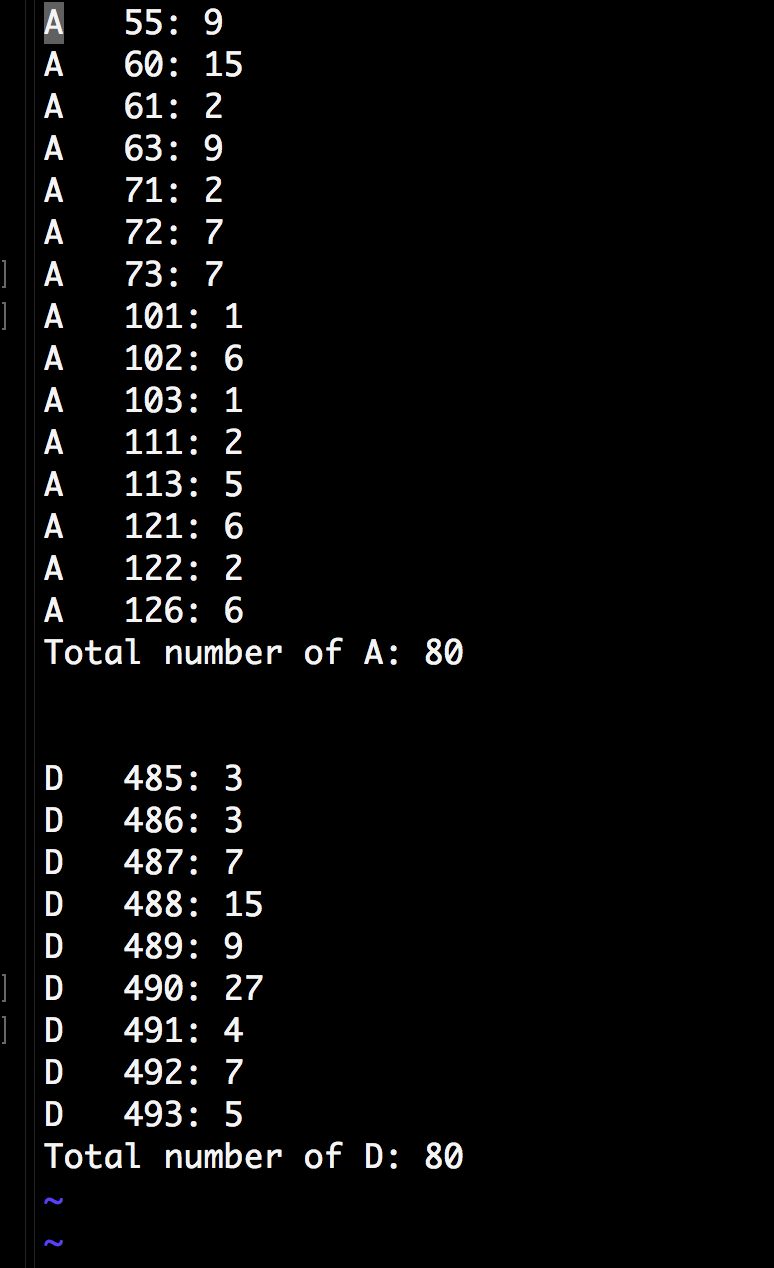 A   55: 9
A   60: 15
A   61: 2
A   63: 9
A   71: 2
A   72: 7
A   73: 7
A   101: 1
A   102: 6
A   103: 1
A   111: 2
A   113: 5
A   121: 6
A   122: 2
A   126: 6
Total number of A: 80
D   485: 3
D   486: 3
D   487: 7
D   488: 15
D   489: 9
D   490: 27
D   491: 4
D   492: 7
D   493: 5
Total number of D: 80
~
~